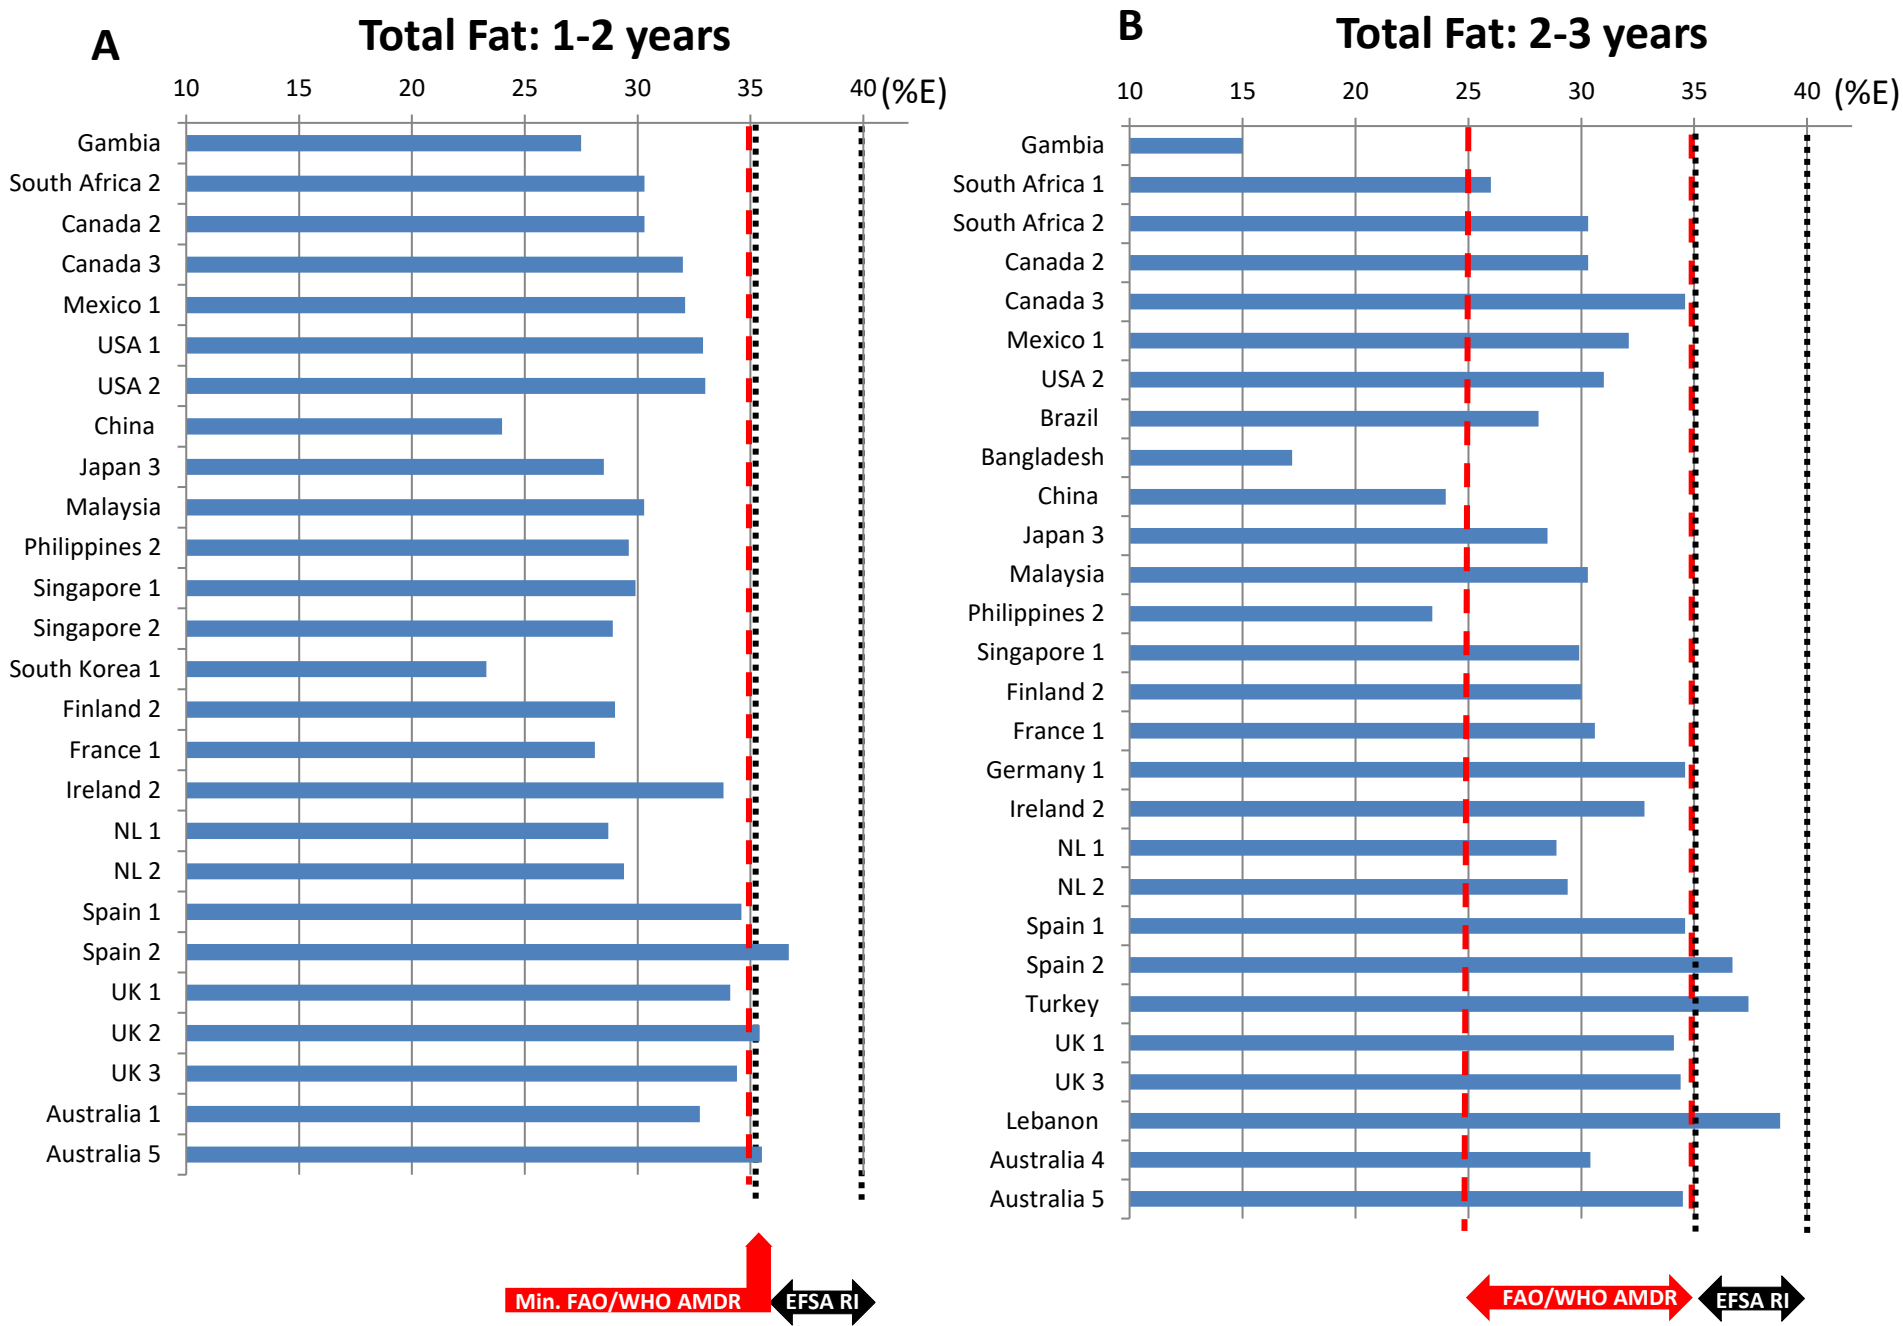 A
Total Fat: 1-2 years
10 15 20 25 30 35 40 (%E)
Gambia
South Africa 2
Canada 2
Canada 3
Mexico 1
USA 1
USA 2
China
Japan 3
Malaysia
Philippines 2
Singapore 1
Singapore 2
South Korea 1
Finland 2
France 1
Ireland 2
NL 1
NL 2
Spain 1
Spain 2
UK 1
UK 2
UK 3
Australia 1
Australia 5
Min. FAO/WHO AMDR
EFSA RI
B
Total Fat: 2-3 years
10 15 20 25 30 35 40 (%E)
Gambia
South Africa 1
South Africa 2
Canada 2
Canada 3
Mexico 1
USA 2
Brazil
Bangladesh
China
Japan 3
Malaysia
Philippines 2
Singapore 1
Finland 2
France 1
Germany 1
Ireland 2
NL 1
NL 2
Spain 1
Spain 2
Turkey
UK 1
UK 3
Lebanon
Australia 4
Australia 5
FAO/WHO AMDR
EFSA RI